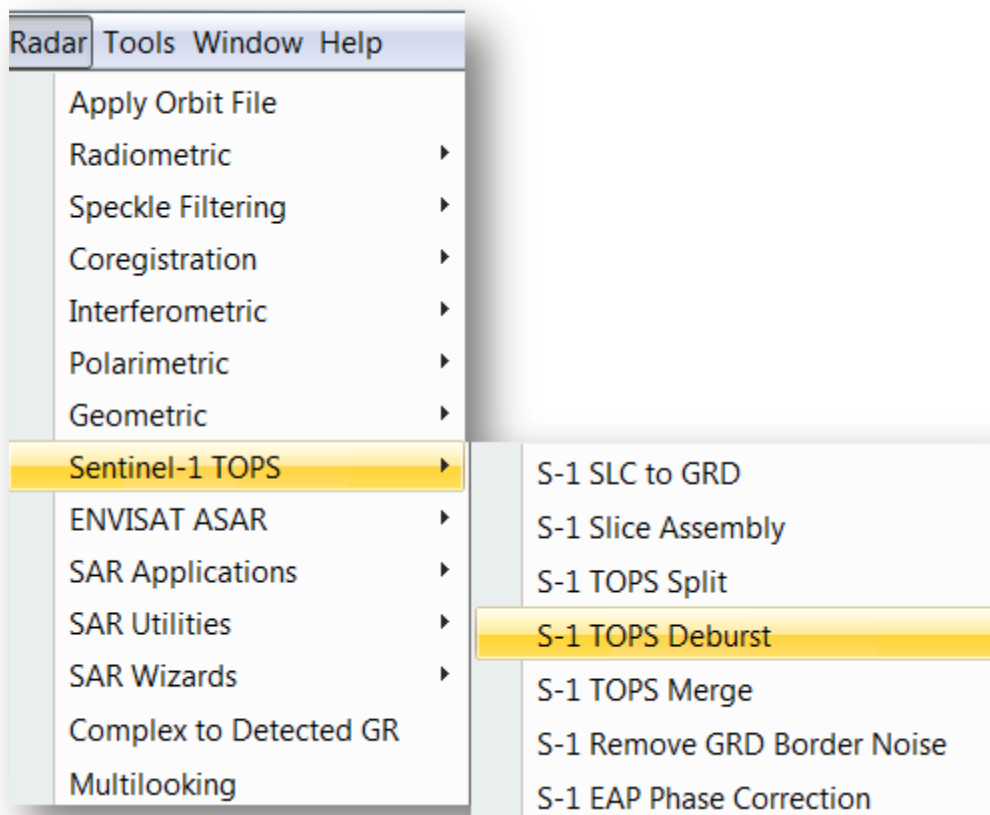 Radar Tools Window Help
Apply Orbit File
Radiometric
Speckle Filtering
Coregistration
Interferometric
Polarimetric
Geometric
Sentinel-1 TOPS
ENVISAT ASAR
SAR Applications
SAR Utilities
SAR Wizards
Complex to Detected GR
Multilooking
S-1 SLC to GRD
S-1 Slice Assembly
S-1 TOPS Split
S-1 TOPS Deburst
S-1 TOPS Merge
S-1 Remove GRD Border Noise
S-1 EAP Phase Correction